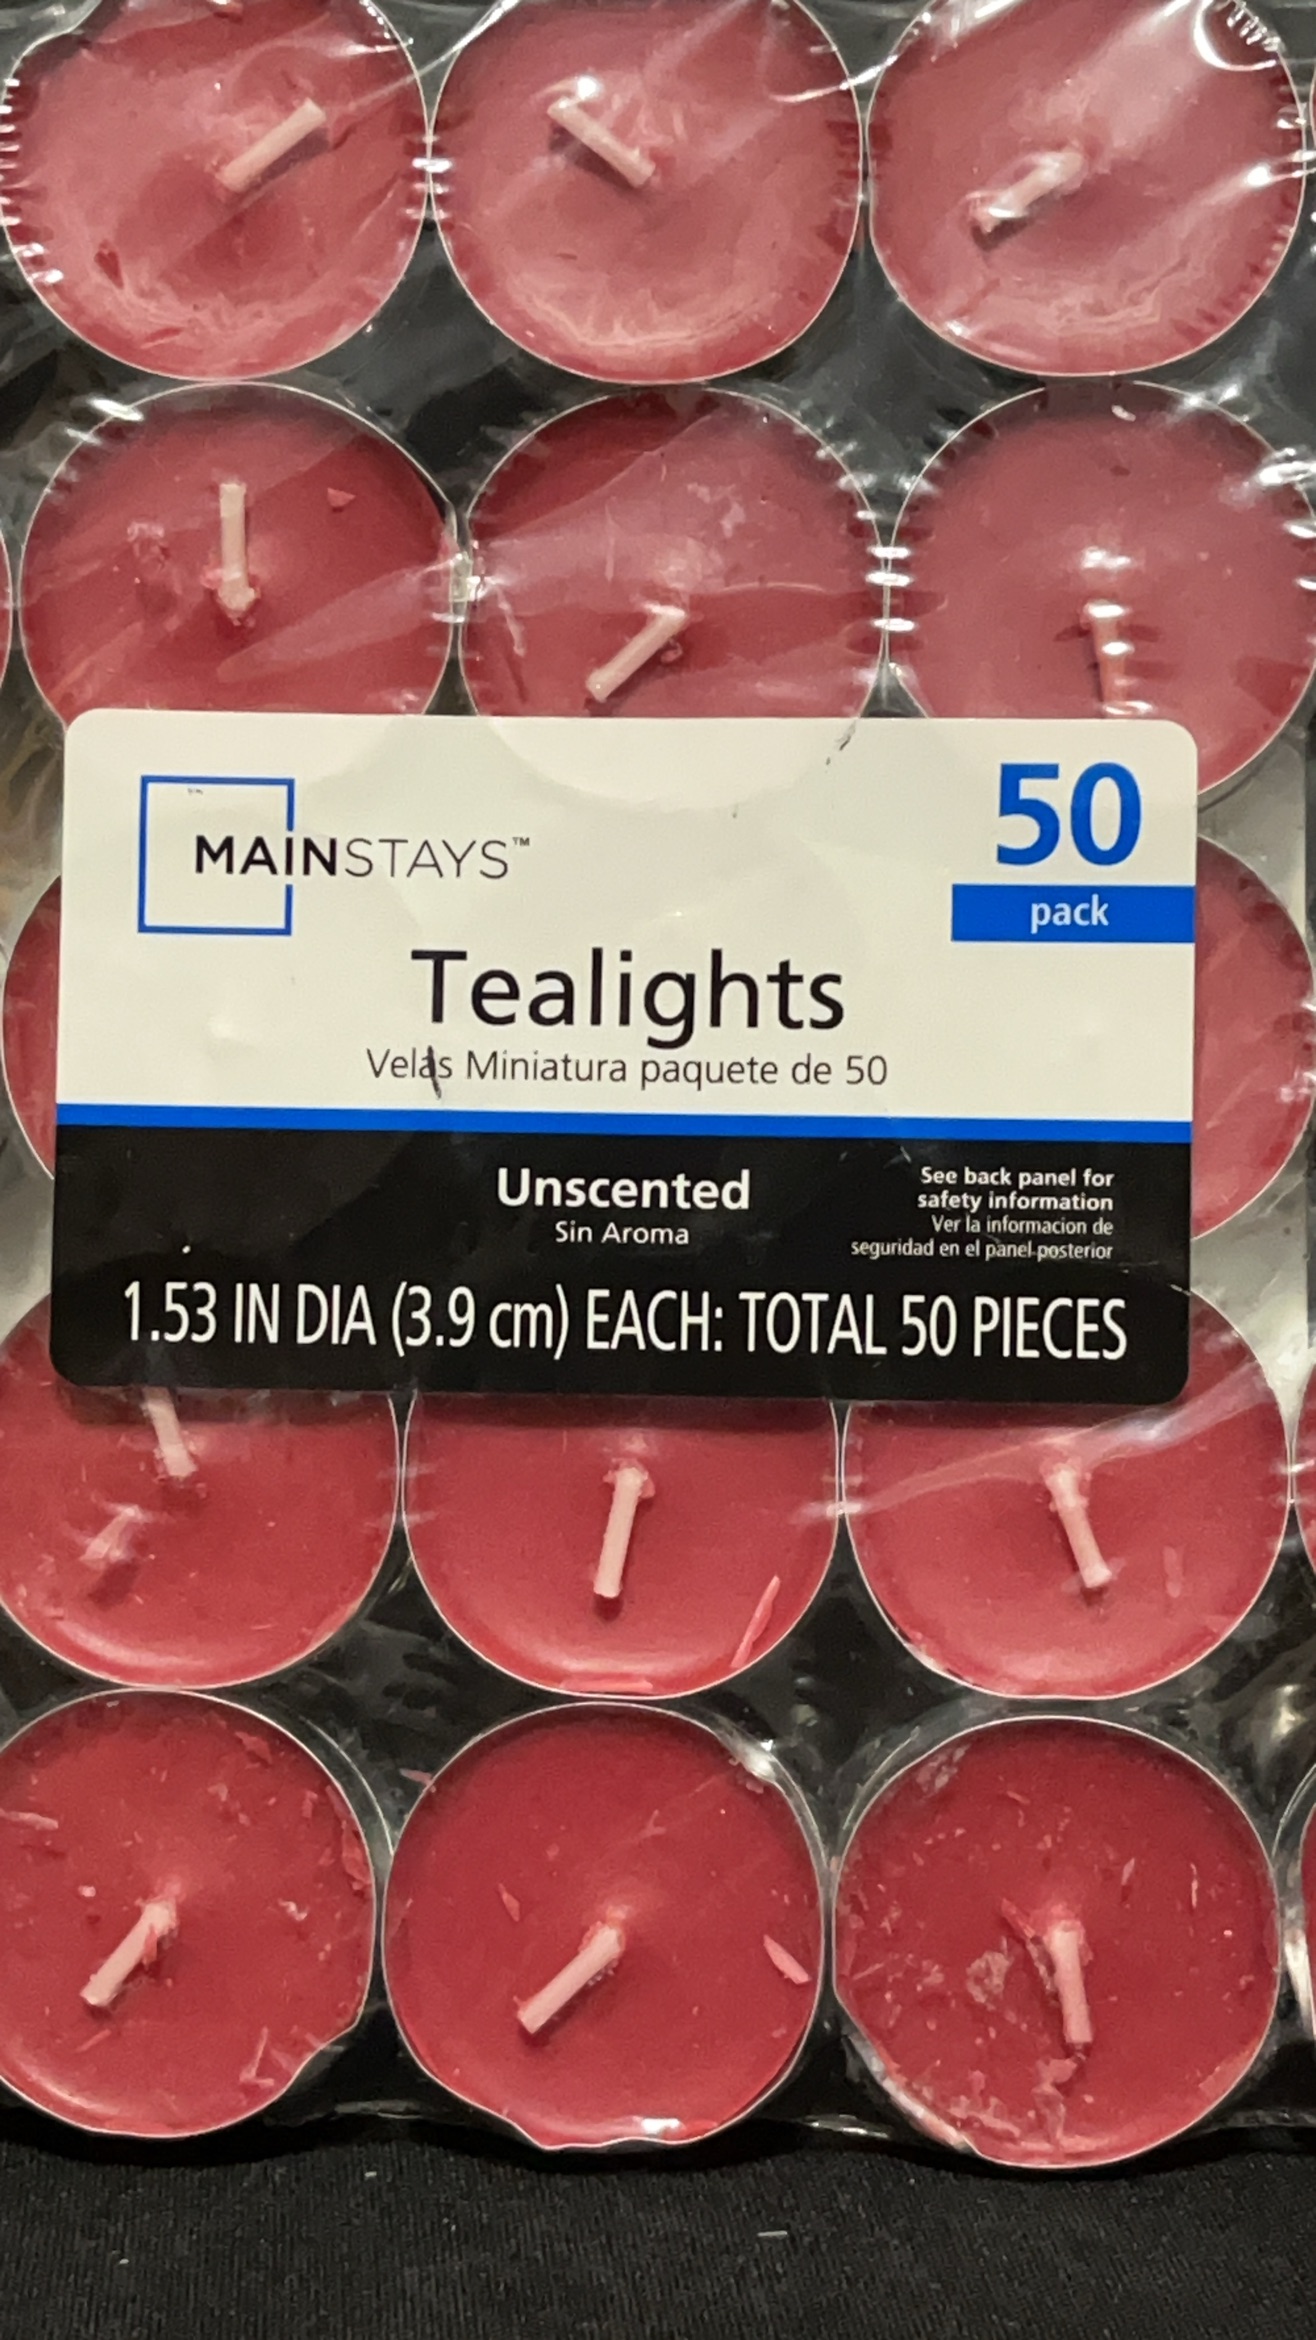 MAINSTAYS™
50
pack
Tealights
Velas Miniatura paquete de 50
Unscented
Sin Aroma
See back panel for
safety information
Ver la informacion de
seguridad en el panel posterior
1.53 IN DIA (3.9 cm) EACH: TOTAL 50 PIECES